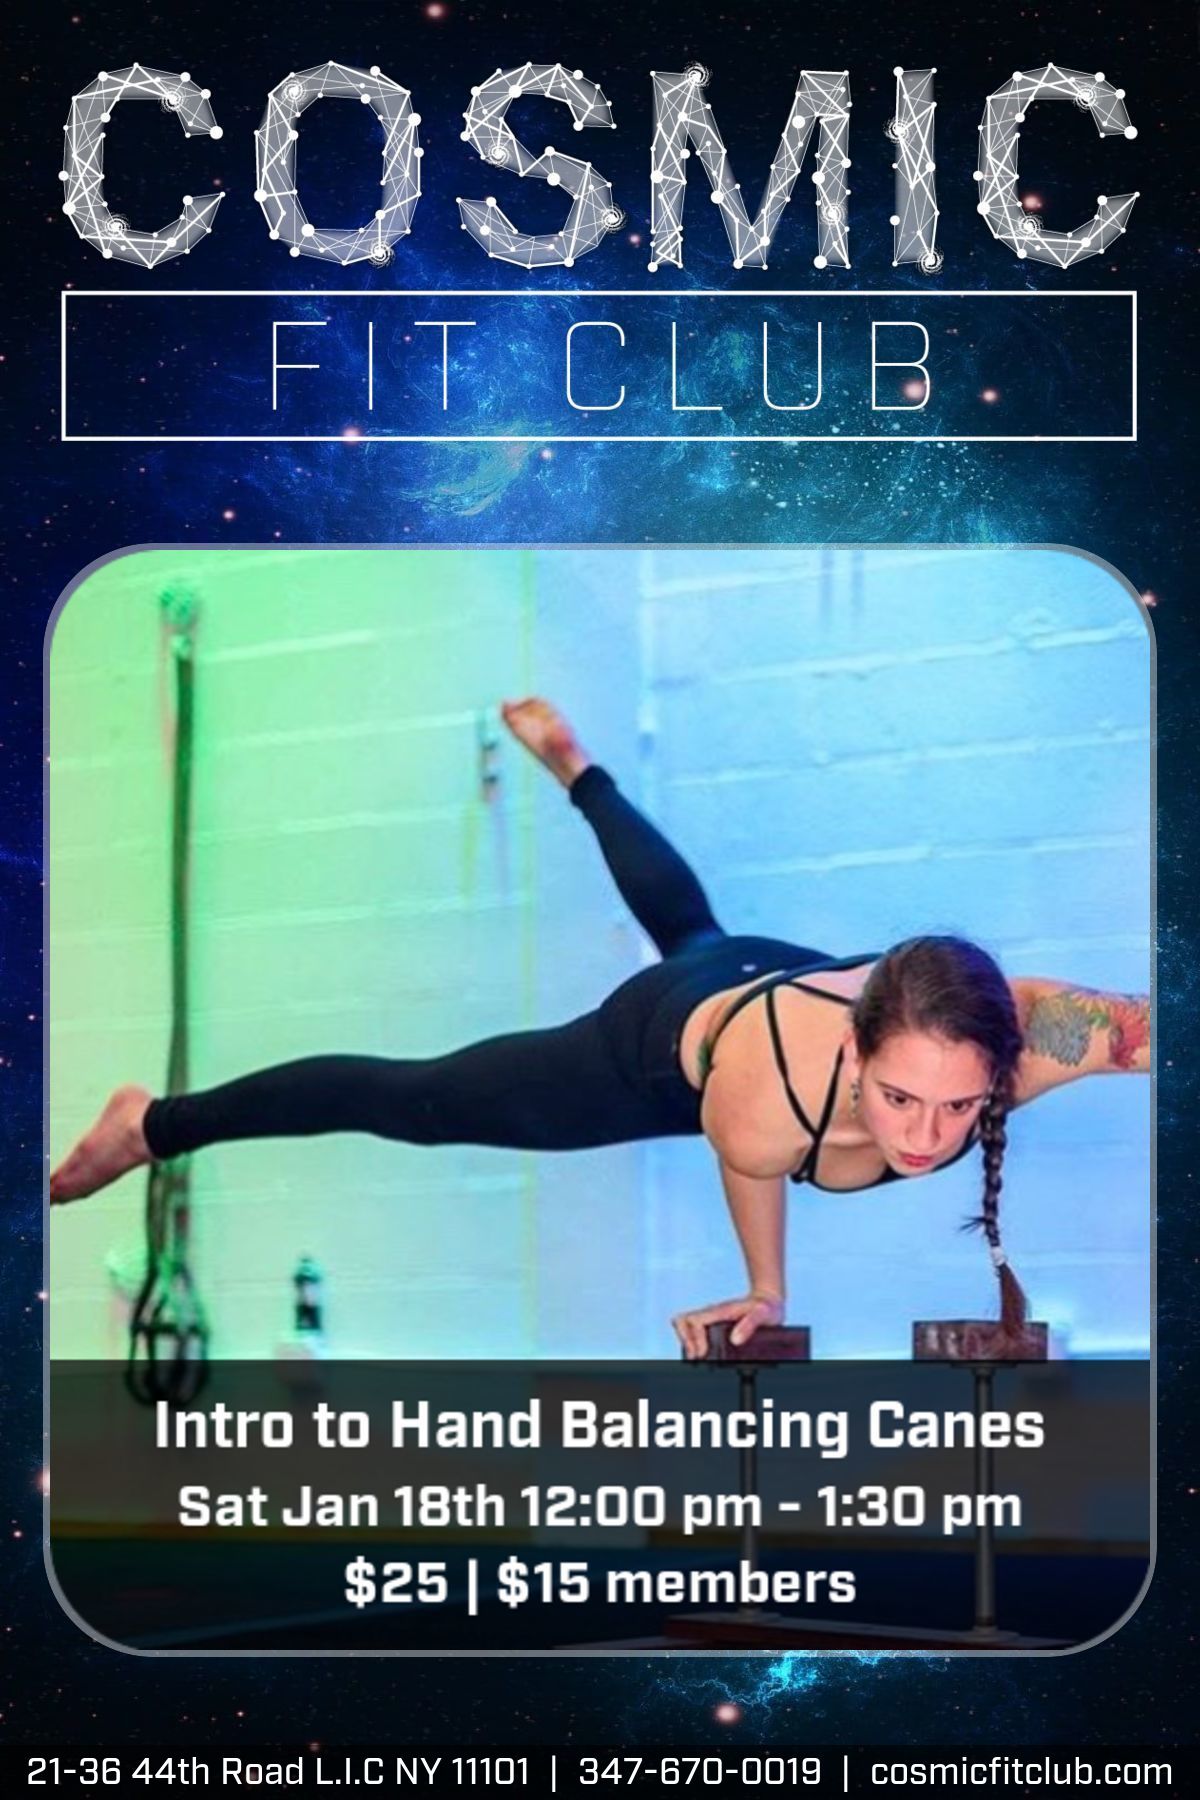 COSMIC
FIT CLUB
Intro to Hand Balancing Canes
Sat Jan 18th 12:00 pm - 1:30 pm
$25 | $15 members
21-36 44th Road L.I.C NY 11101 | 347-670-0019 | cosmicfitclub.com